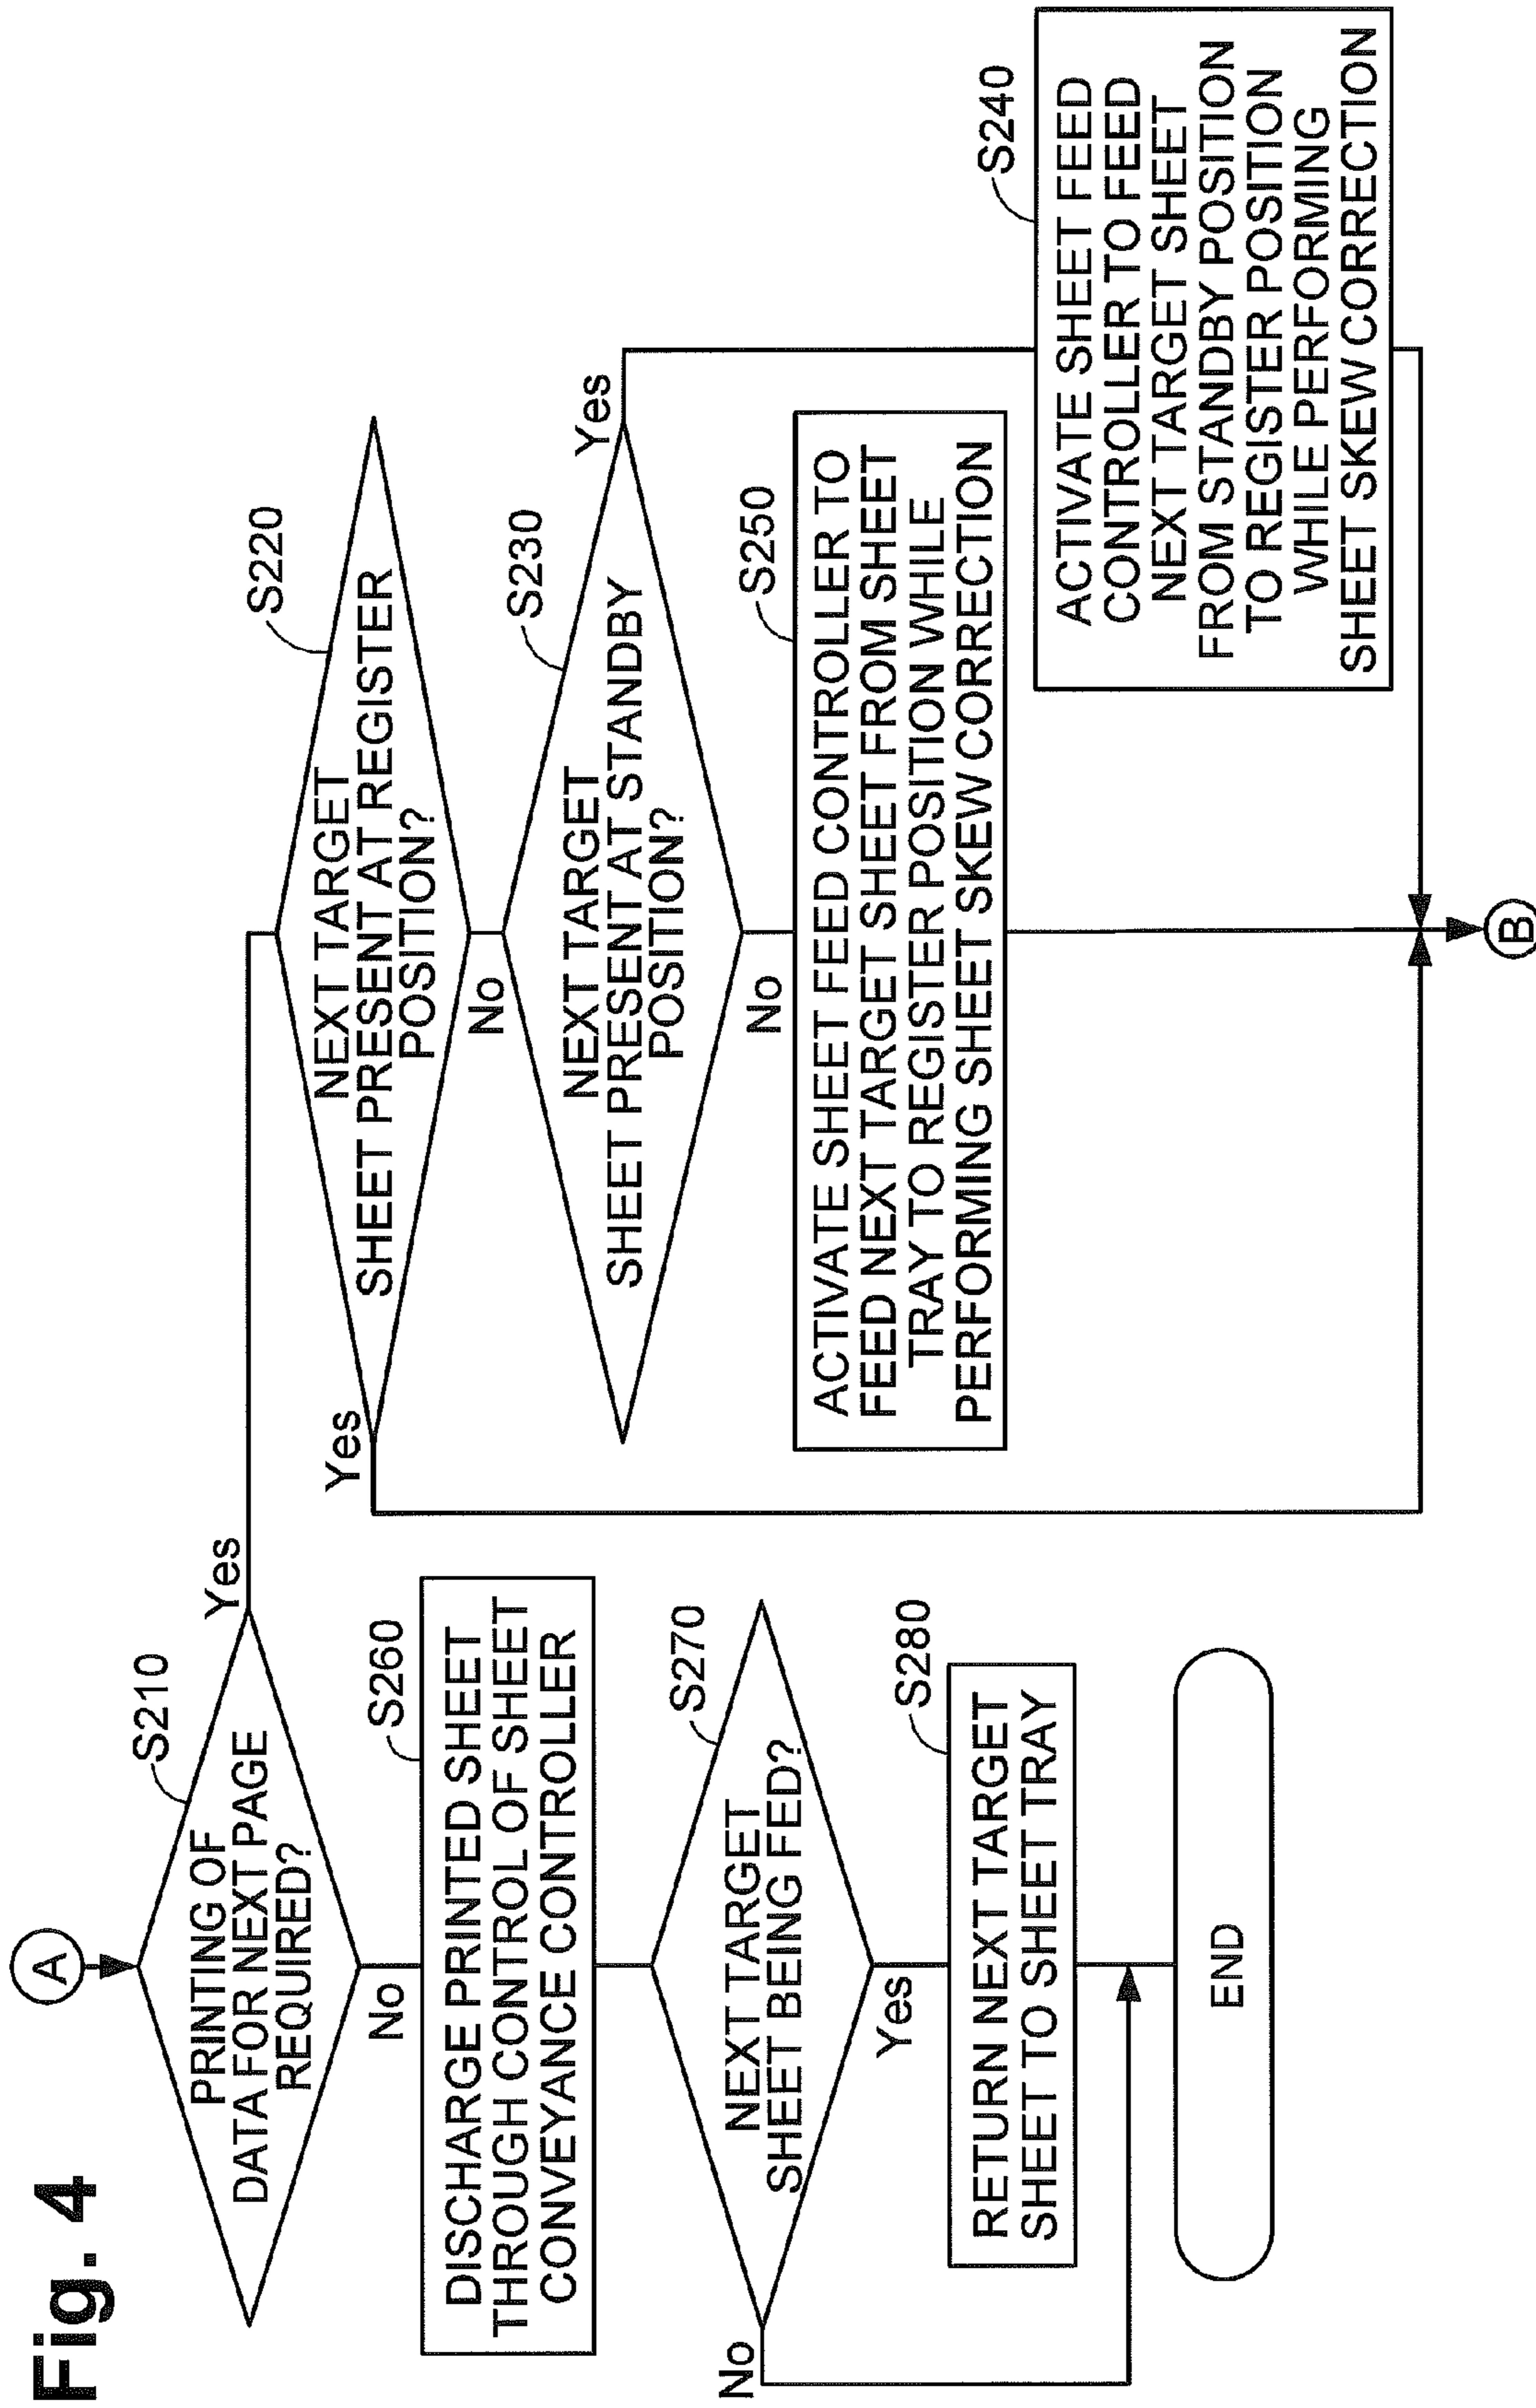 Fig. 4
A
S210
PRINTING OF
DATA FOR NEXT PAGE
REQUIRED?
Yes
No
S260
DISCHARGE PRINTED SHEET
THROUGH CONTROL OF SHEET
CONVEYANCE CONTROLLER
S270
NEXT TARGET
SHEET BEING FED?
No
Yes
S280
RETURN NEXT TARGET
SHEET TO SHEET TRAY
END
S220
NEXT TARGET
SHEET PRESENT AT REGISTER
POSITION?
Yes
No
S230
NEXT TARGET
SHEET PRESENT AT STANDBY
POSITION?
Yes
No
S250
ACTIVATE SHEET FEED CONTROLLER TO
FEED NEXT TARGET SHEET FROM SHEET
TRAY TO REGISTER POSITION WHILE
PERFORMING SHEET SKEW CORRECTION
S240
ACTIVATE SHEET FEED
CONTROLLER TO FEED
NEXT TARGET SHEET
FROM STANDBY POSITION
TO REGISTER POSITION
WHILE PERFORMING
SHEET SKEW CORRECTION
B